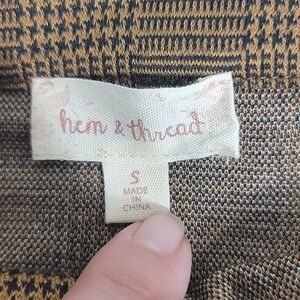 hem & thread
S
MADE IN
CHINA